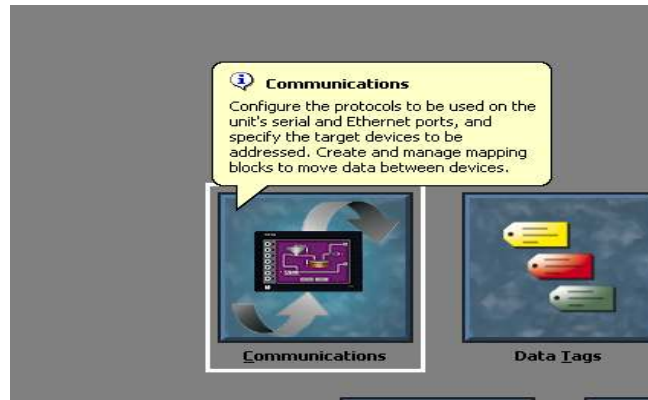 Communications
Configure the protocols to be used on the
unit's serial and Ethernet ports, and
specify the target devices to be
addressed. Create and manage mapping
blocks to move data between devices.
Communications
Data Tags